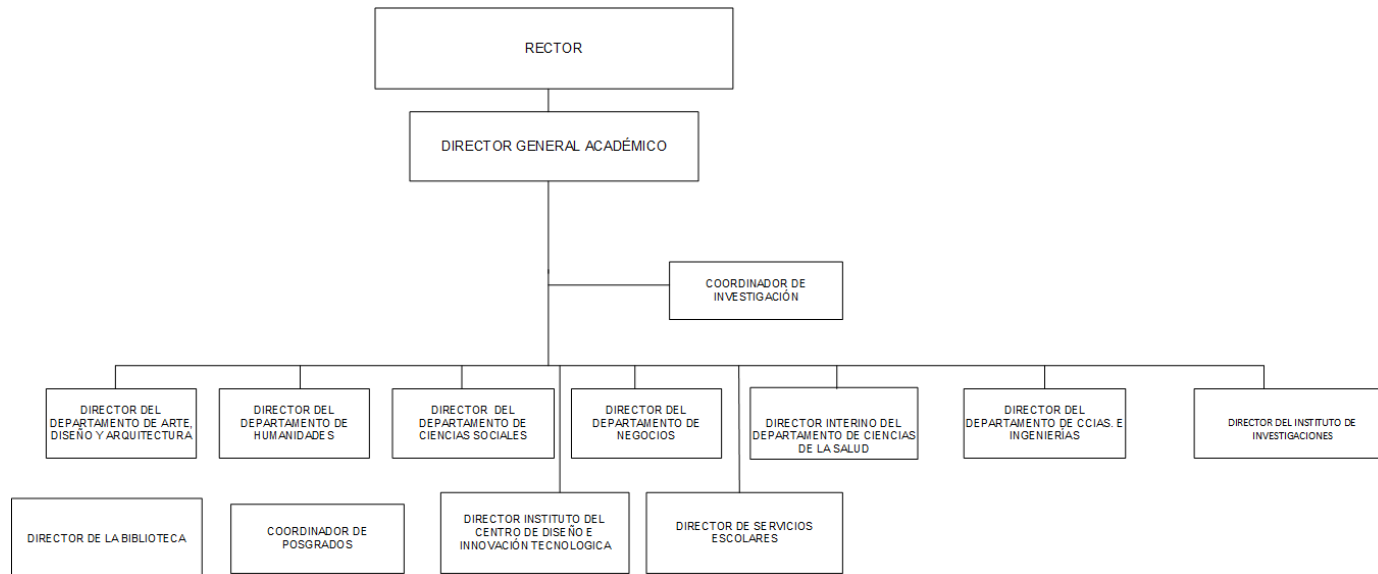 RECTOR
DIRECTOR GENERAL ACADÉMICO
COORDINADOR DE
INVESTIGACIÓN
DIRECTOR DEL
DEPARTAMENTO DE ARTE,
DISEÑO Y ARQUITECTURA
DIRECTOR DEL
DEPARTAMENTO DE
HUMANIDADES
DIRECTOR DEL
DEPARTAMENTO DE
CIENCIAS SOCIALES
DIRECTOR DEL
DEPARTAMENTO DE
NEGOCIOS
DIRECTOR INTERINO DEL
DEPARTAMENTO DE CIENCIAS
DE LA SALUD
DIRECTOR DEL
DEPARTAMENTO DE CCIAS. E
INGENIERÍAS
DIRECTOR DEL INSTITUTO DE
INVESTIGACIONES
DIRECTOR DE LA BIBLIOTECA
COORDINADOR DE
POSGRADOS
DIRECTOR INSTITUTO DEL
CENTRO DE DISEÑO E
INNOVACIÓN TECNOLOGICA
DIRECTOR DE SERVICIOS
ESCOLARES